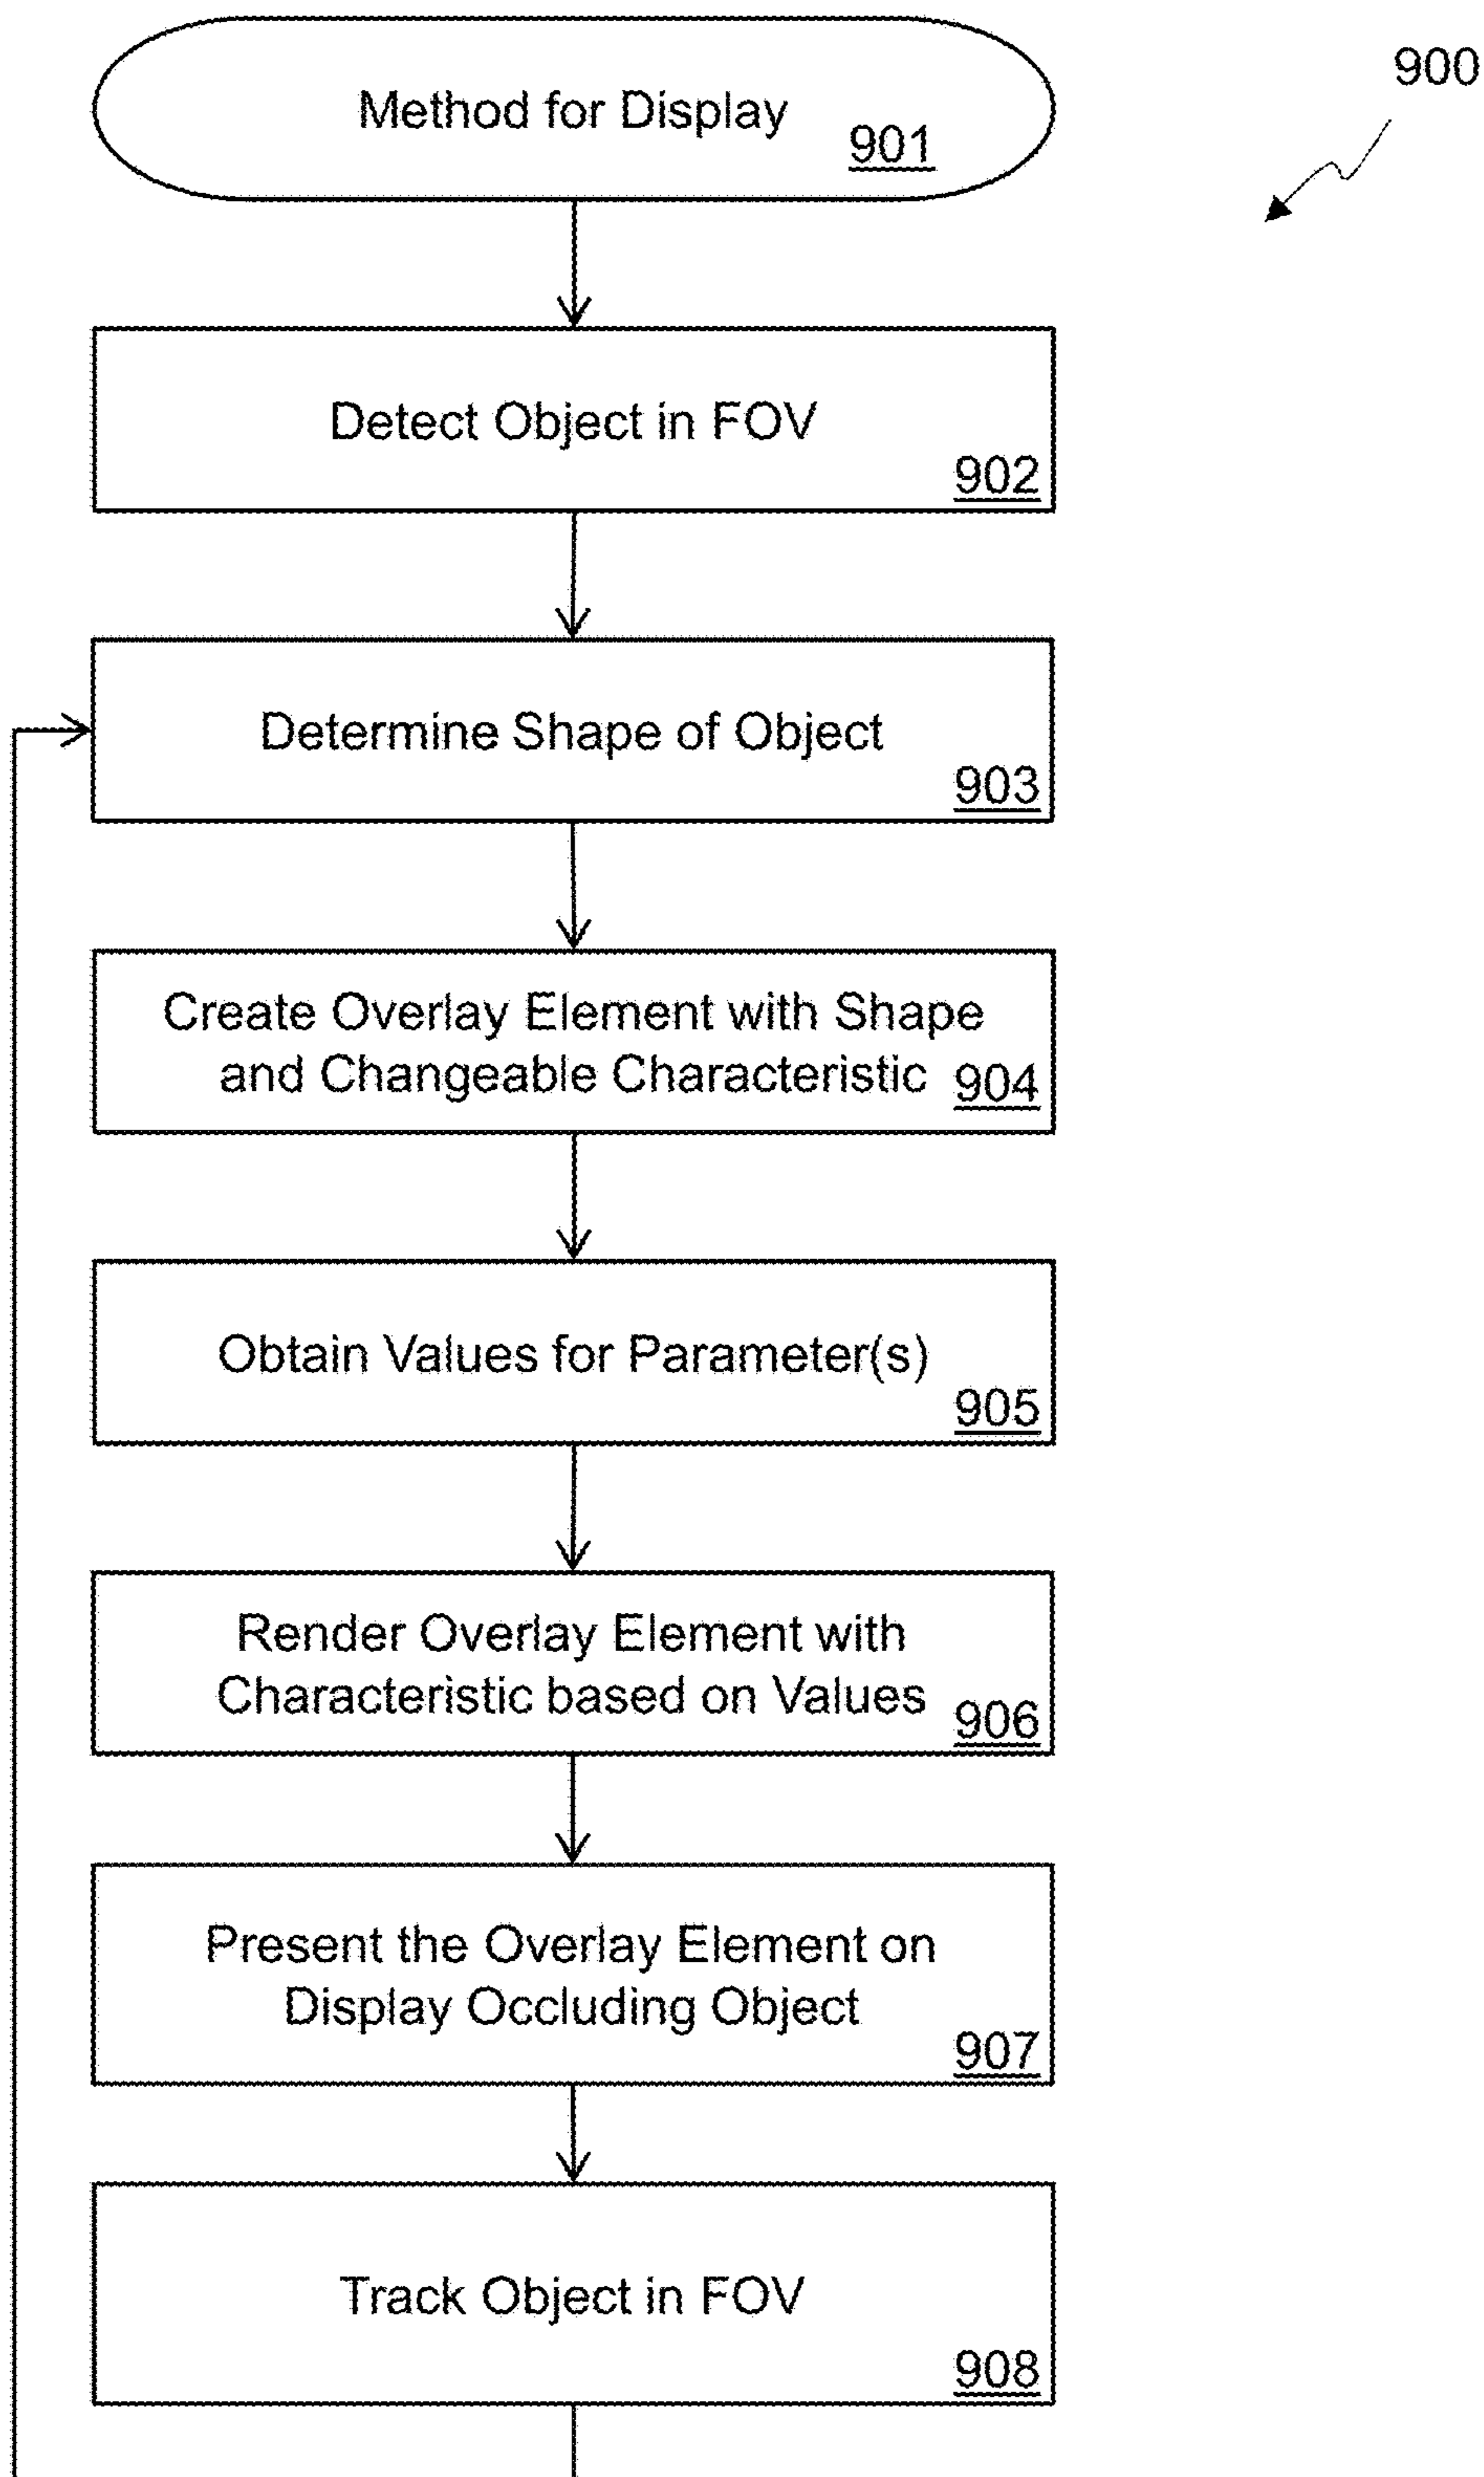 900
Method for Display
901
Detect Object in FOV
902
Determine Shape of Object
903
Create Overlay Element with Shape
and Changeable Characteristic 904
Obtain Values for Parameter(s)
905
Render Overlay Element with
Characteristic based on Values
906
Present the Overlay Element on
Display Occluding Object
907
Track Object in FOV
908